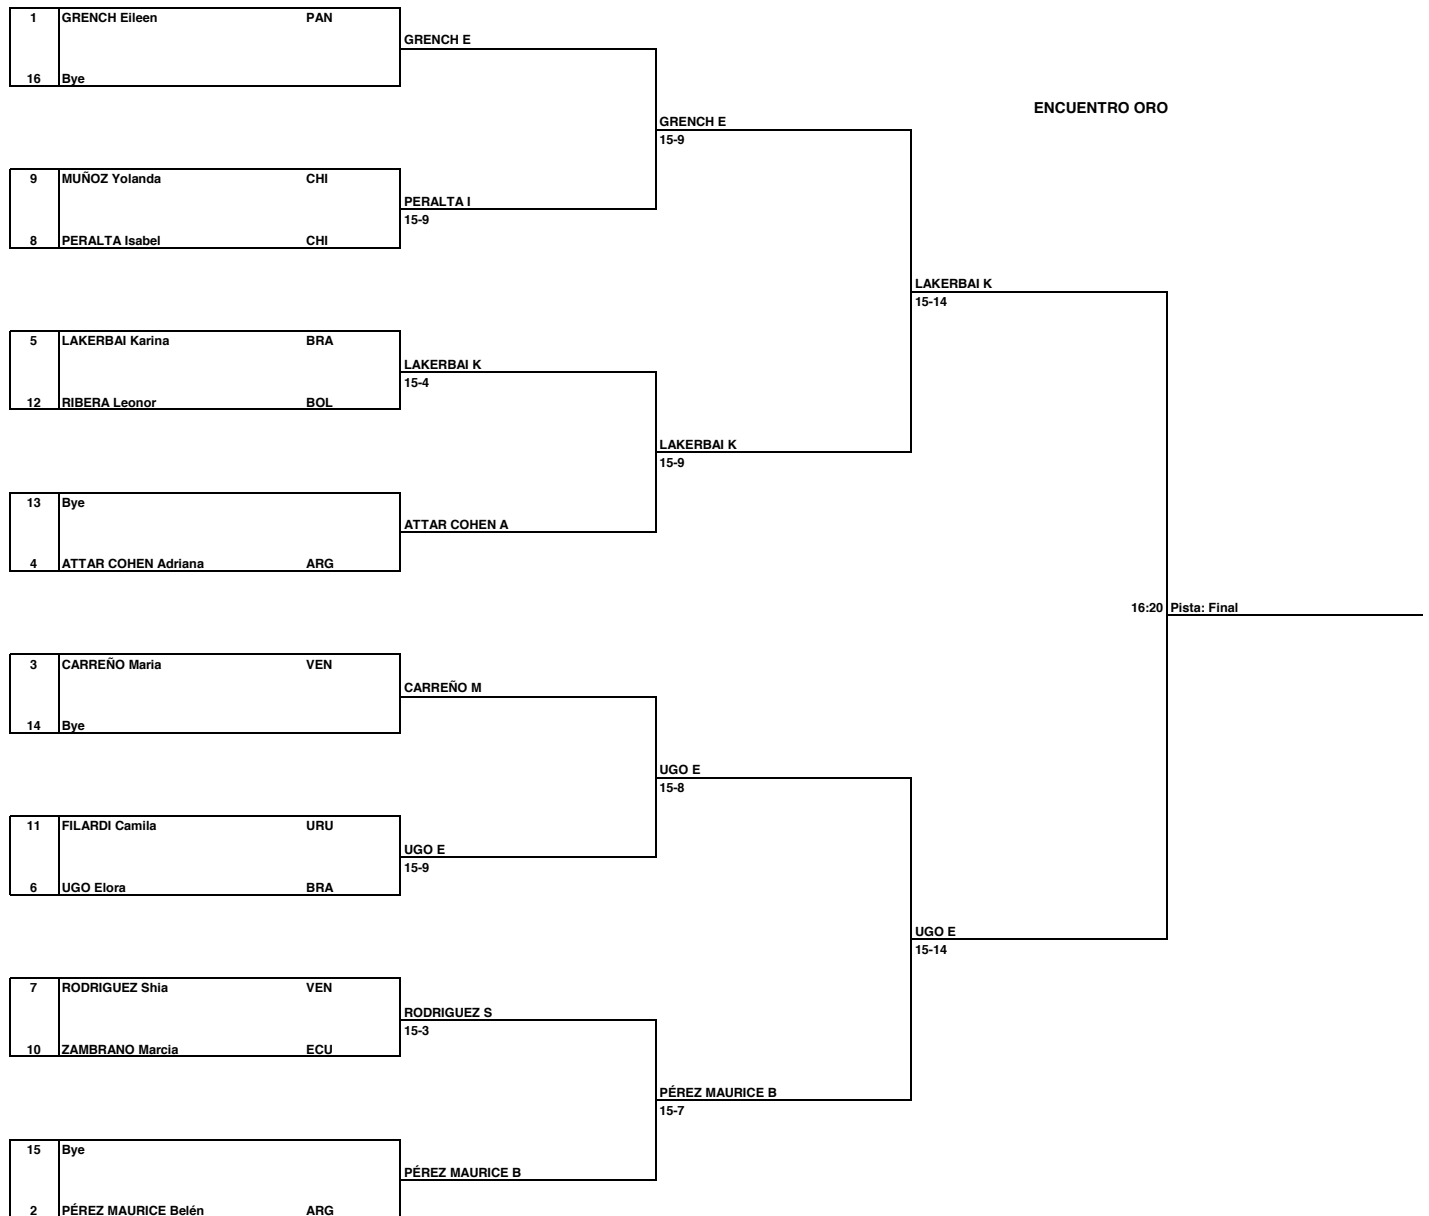 1 GRENCH Eileen PAN
GRENCH E
16 Bye
ENCUENTRO ORO
GRENCH E
15-9
9 MUÑOZ Yolanda CHI
PERALTA I
15-9
8 PERALTA Isabel CHI
LAKERBAI K
15-14
5 LAKERBAI Karina BRA
LAKERBAI K
15-4
12 RIBERA Leonor BOL
LAKERBAI K
15-9
13 Bye
ATTAR COHEN A
4 ATTAR COHEN Adriana ARG
16:20 Pista: Final
3 CARREÑO Maria VEN
CARREÑO M
14 Bye
UGO E
15-8
11 FILARDI Camila URU
UGO E
15-9
6 UGO Elora BRA
UGO E
15-14
7 RODRIGUEZ Shia VEN
RODRIGUEZ S
15-3
10 ZAMBRANO Marcia ECU
PÉREZ MAURICE B
15-7
15 Bye
PÉREZ MAURICE B
2 PÉREZ MAURICE Belén ARG